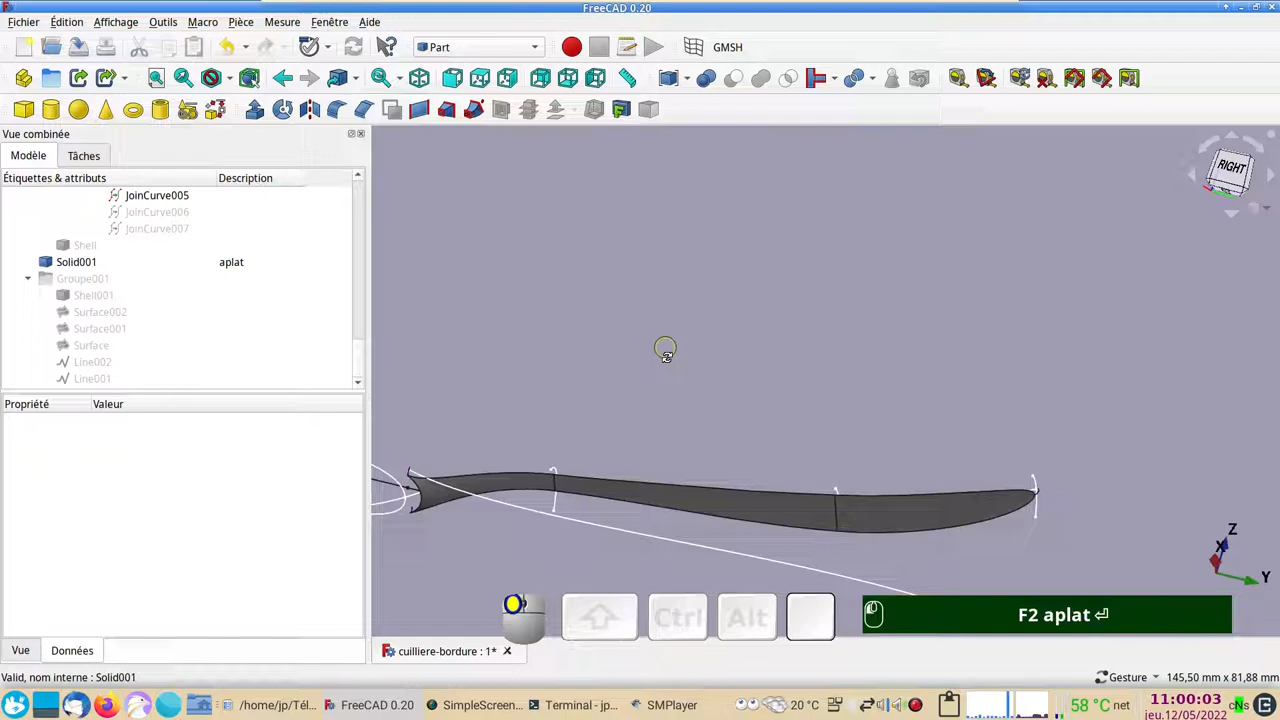 FreeCAD 0.20
Fichier Édition Affichage Outils Macro Pièce Mesure Fenêtre Aide
Part GMSH
Vue combinée
Modèle Tâches
Étiquettes & attributs Description
JoinCurve005
JoinCurve006
JoinCurve007
Shell
Solid001 aplat
Groupe001
Shell001
Surface002
Surface001
Surface
Line002
Line001
Propriété Valeur
RIGHT
Z
X
Y
Ctrl Alt
F2 aplat ⏎
Vue Données
cuilliere-bordure : 1*
Valid, nom interne : Solid001
Gesture 145,50 mm x 81,88 mm
/home/jp/Tél... FreeCAD 0.20 SimpleScreen... Terminal - jp... SMPlayer 20 °C 58 °C net 11:00:03
jeu.12/05/2022